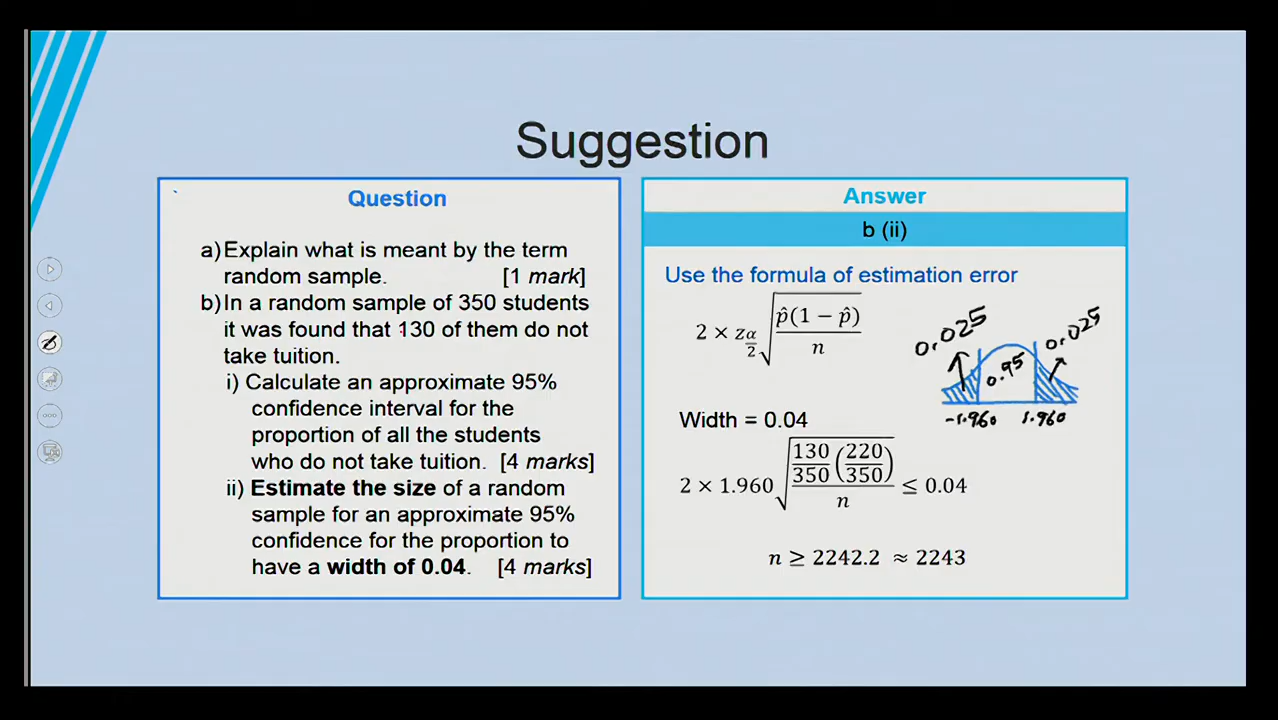 Suggestion
Question
a) Explain what is meant by the term
random sample. [1 mark]
b) In a random sample of 350 students
it was found that 130 of them do not
take tuition.
i) Calculate an approximate 95%
confidence interval for the
proportion of all the students
who do not take tuition. [4 marks]
ii) Estimate the size of a random
sample for an approximate 95%
confidence for the proportion to
have a width of 0.04. [4 marks]
Answer
b (ii)
Use the formula of estimation error
2 × z_{α/2} √(p̂(1 − p̂)/n)
0.025 0.95 0.025
-1.960 1.960
Width = 0.04
2 × 1.960 √((130/350 (220/350))/n) ≤ 0.04
n ≥ 2242.2 ≈ 2243